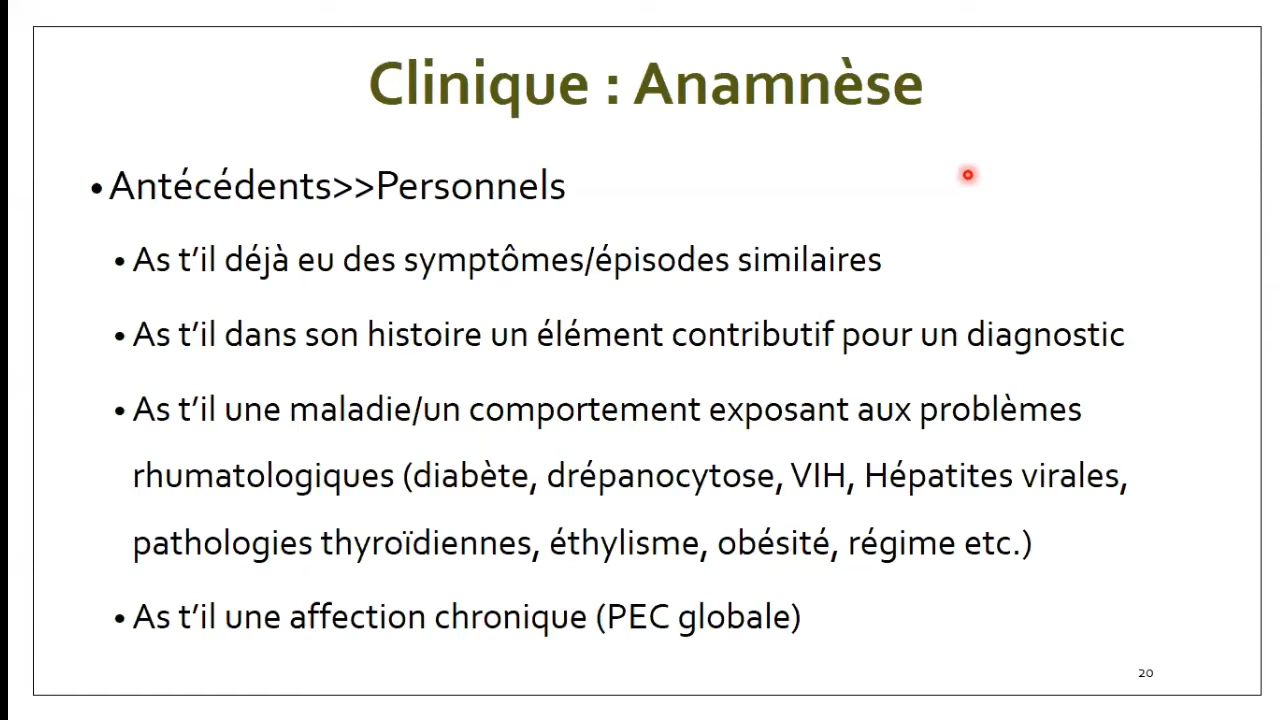 Clinique : Anamnèse
• Antécédents>>Personnels
• As t’il déjà eu des symptômes/épisodes similaires
• As t’il dans son histoire un élément contributif pour un diagnostic
• As t’il une maladie/un comportement exposant aux problèmes
rhumatologiques (diabète, drépanocytose, VIH, Hépatites virales,
pathologies thyroïdiennes, éthylisme, obésité, régime etc.)
• As t’il une affection chronique (PEC globale)
20